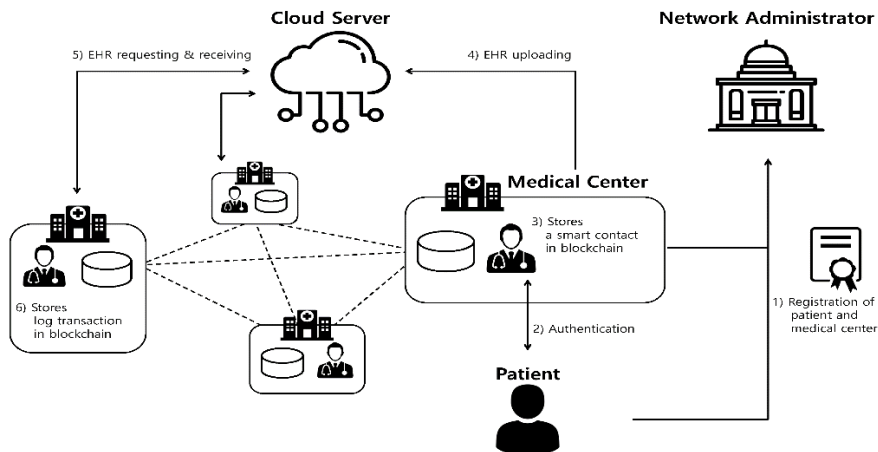 Cloud Server
Network Administrator
5) EHR requesting & receiving
4) EHR uploading
Medical Center
3) Stores
a smart contact
in blockchain
6) Stores
log transaction
in blockchain
2) Authentication
1) Registration of
patient and
medical center
Patient